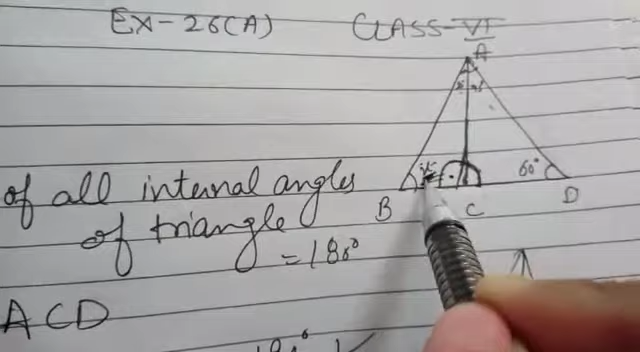 EX-26(A) CLASS-VI
A
60°
B C D
of all internal angles
of triangle
=180°
ACD